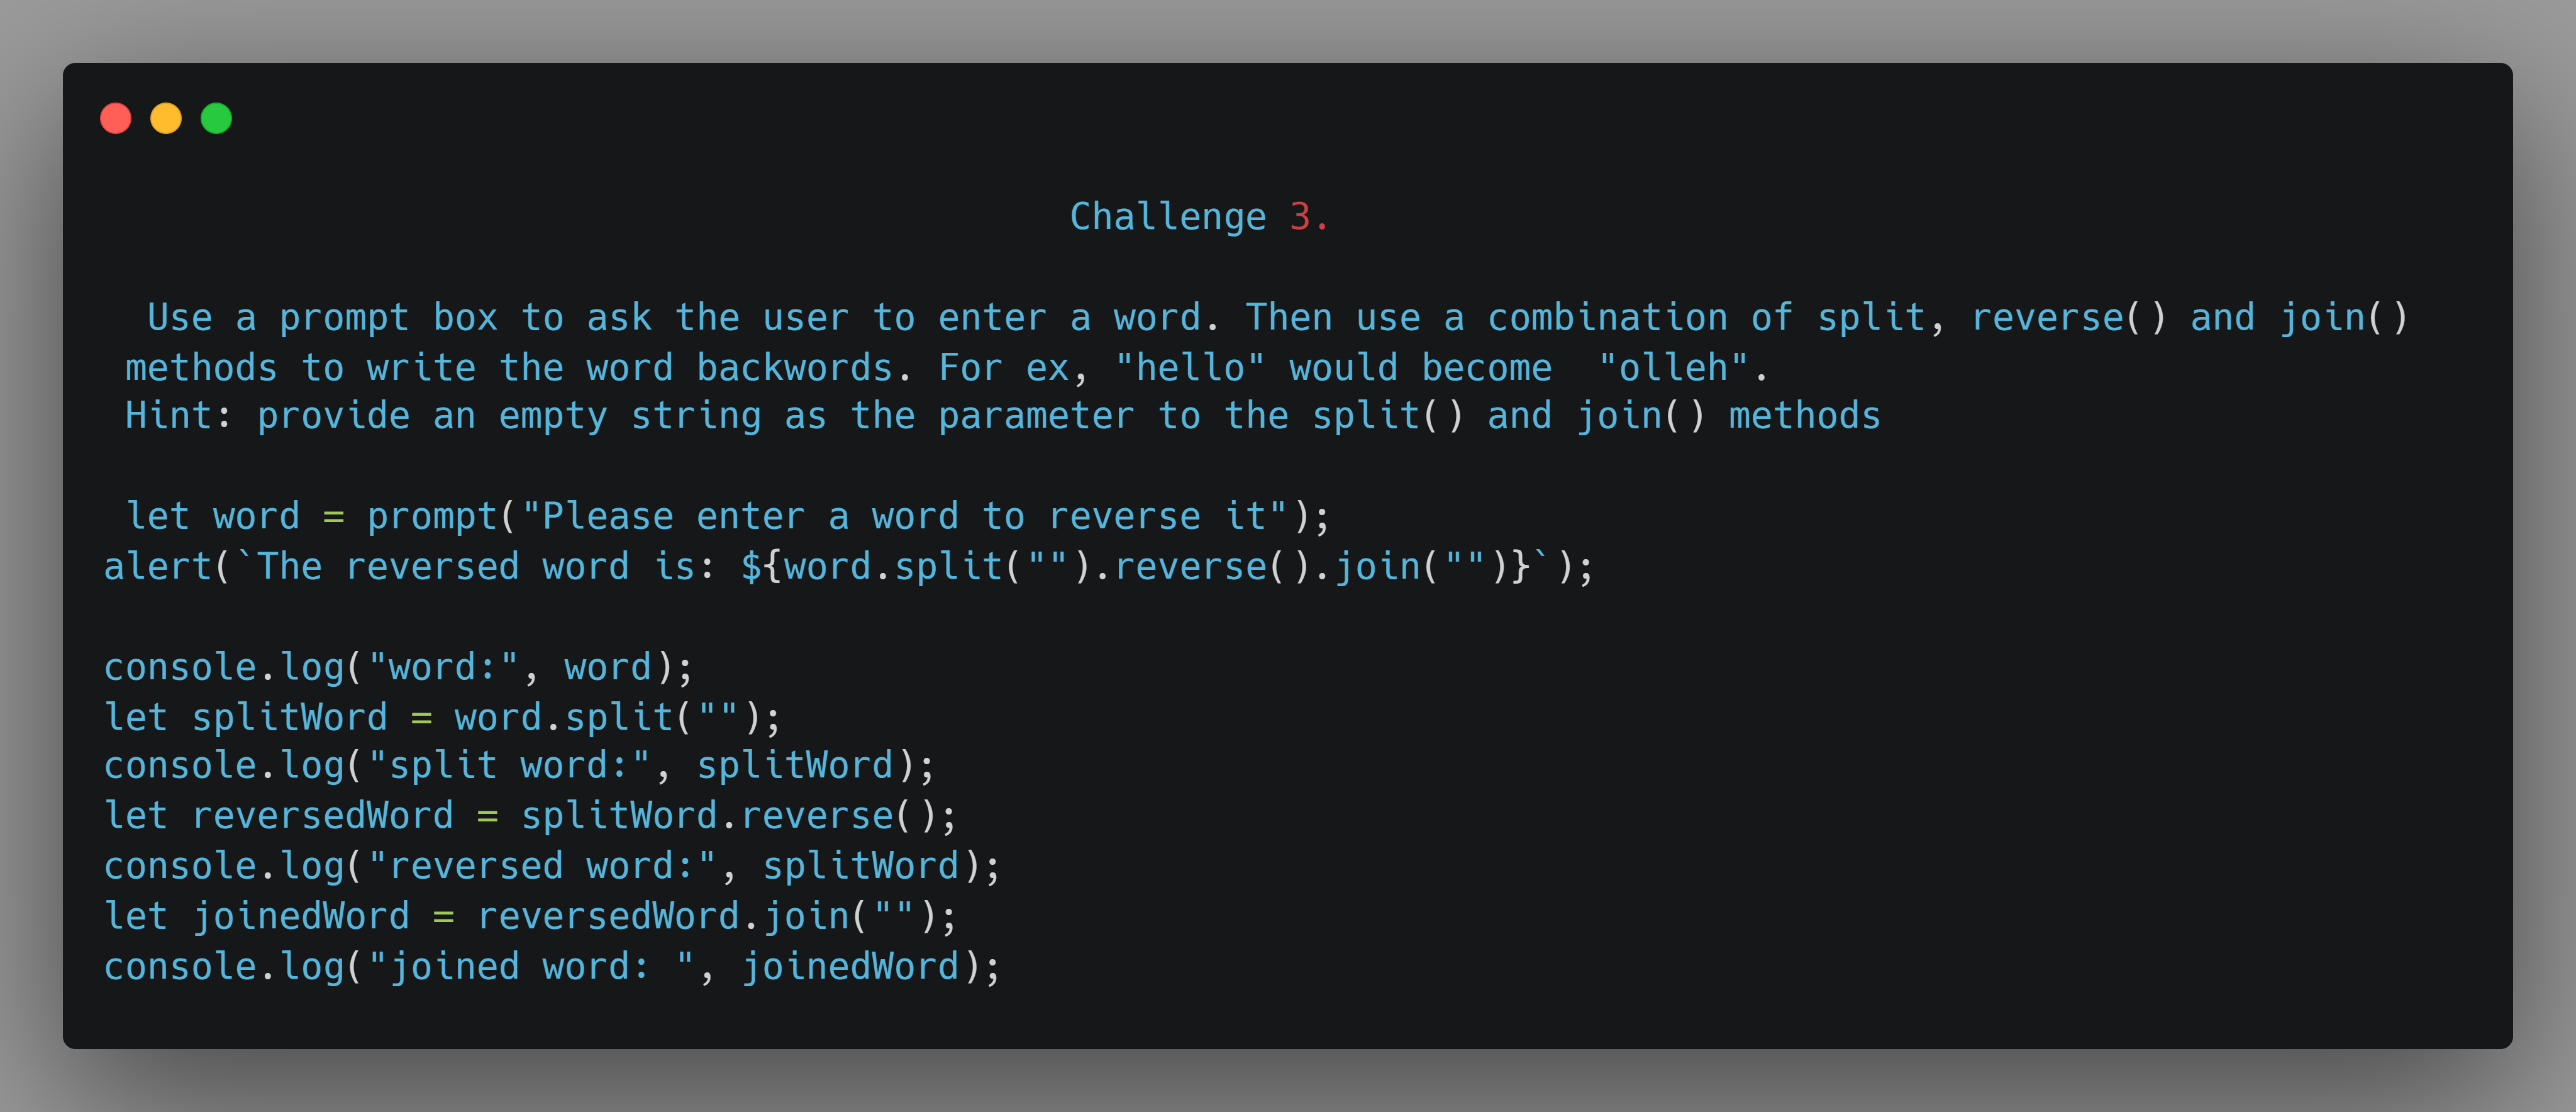 Challenge 3.
Use a prompt box to ask the user to enter a word. Then use a combination of split, reverse() and join()
methods to write the word backwords. For ex, "hello" would become  "olleh".
Hint: provide an empty string as the parameter to the split() and join() methods
let word = prompt("Please enter a word to reverse it");
alert(`The reversed word is: ${word.split("").reverse().join("")}`);
console.log("word:", word);
let splitWord = word.split("");
console.log("split word:", splitWord);
let reversedWord = splitWord.reverse();
console.log("reversed word:", splitWord);
let joinedWord = reversedWord.join("");
console.log("joined word: ", joinedWord);